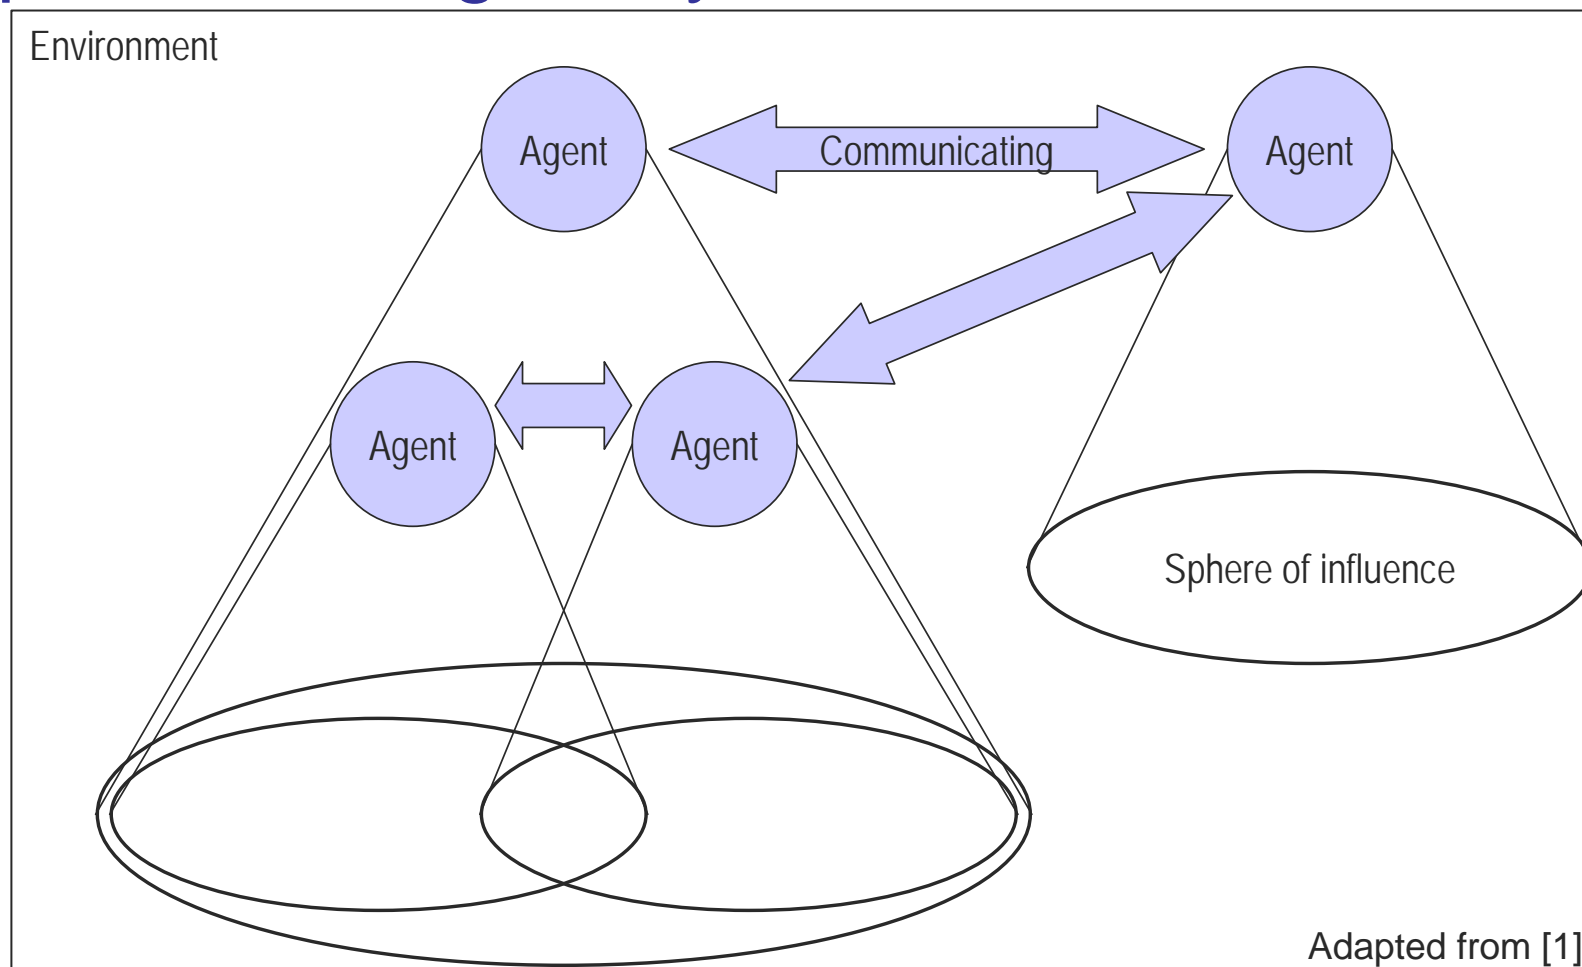 Environment
Agent
Communicating
Agent
Agent
Agent
Sphere of influence
Adapted from [1]